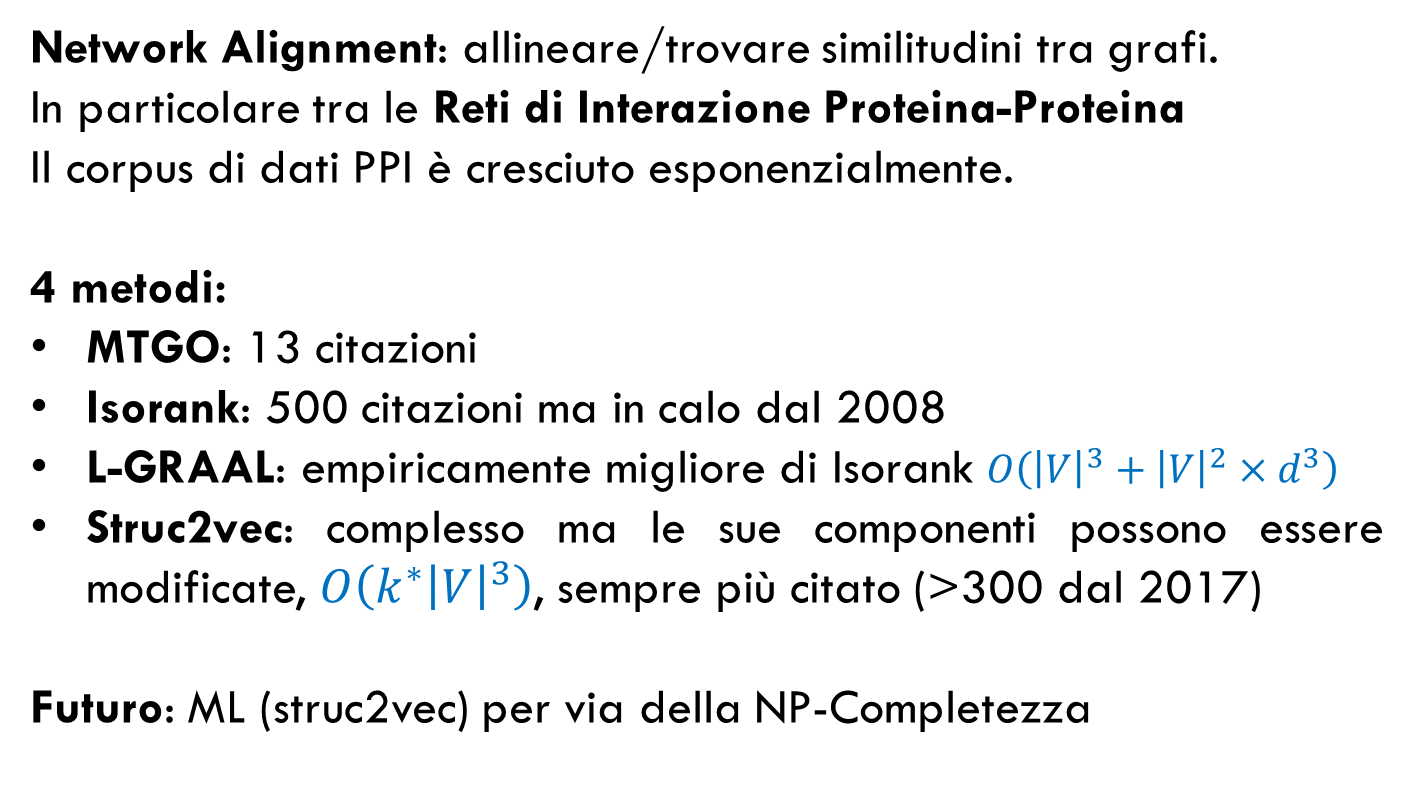 Network Alignment: allineare/trovare similitudini tra grafi.
In particolare tra le Reti di Interazione Proteina-Proteina
Il corpus di dati PPI è cresciuto esponenzialmente.
4 metodi:
• MTGO: 13 citazioni
• Isorank: 500 citazioni ma in calo dal 2008
• L-GRAAL: empiricamente migliore di Isorank O(|V|³ + |V|² × d³)
• Struc2vec: complesso ma le sue componenti possono essere
modificate, O(k*|V|³), sempre più citato (>300 dal 2017)
Futuro: ML (struc2vec) per via della NP-Completezza